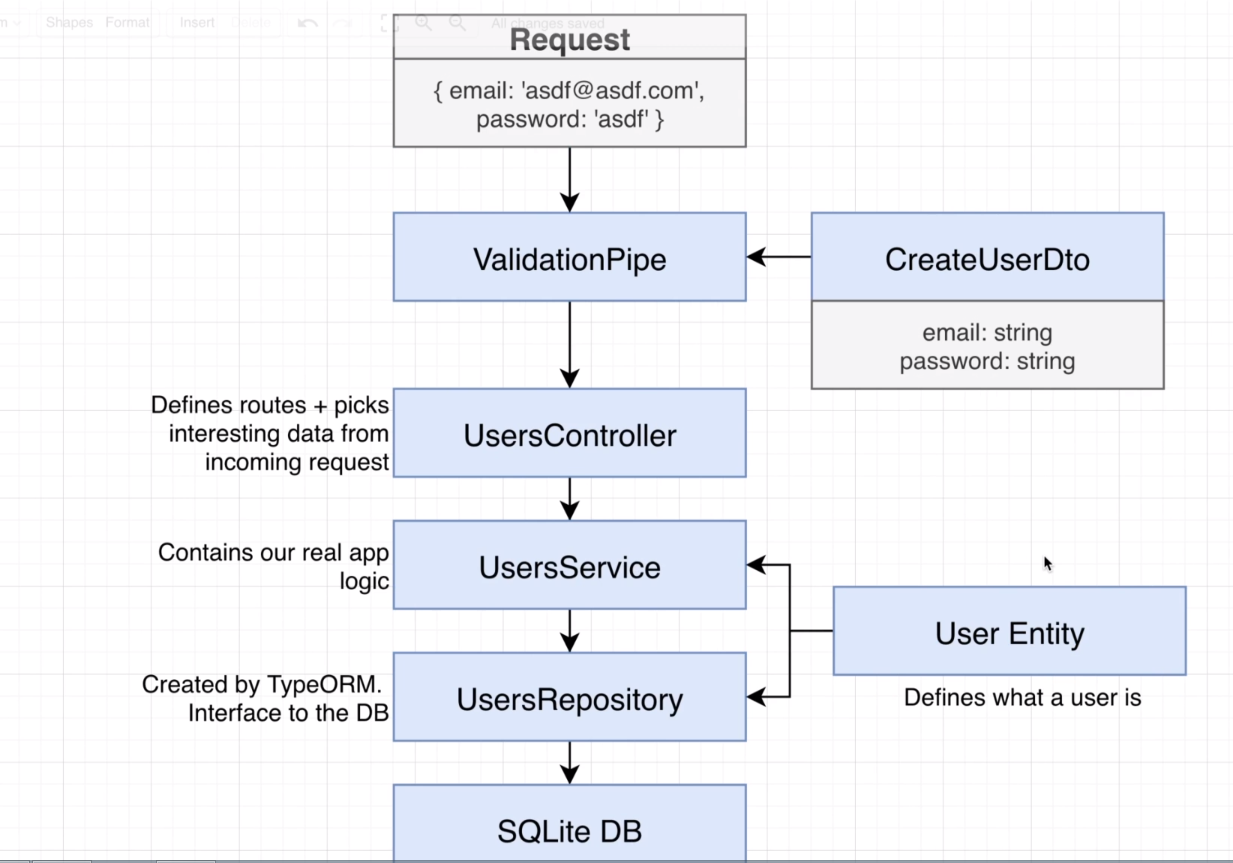 Shapes Format Insert Delete All changes saved
Request
{ email: 'asdf@asdf.com',
password: 'asdf' }
ValidationPipe
CreateUserDto
email: string
password: string
Defines routes + picks
interesting data from
incoming request
UsersController
Contains our real app
logic
UsersService
User Entity
Defines what a user is
Created by TypeORM.
Interface to the DB
UsersRepository
SQLite DB